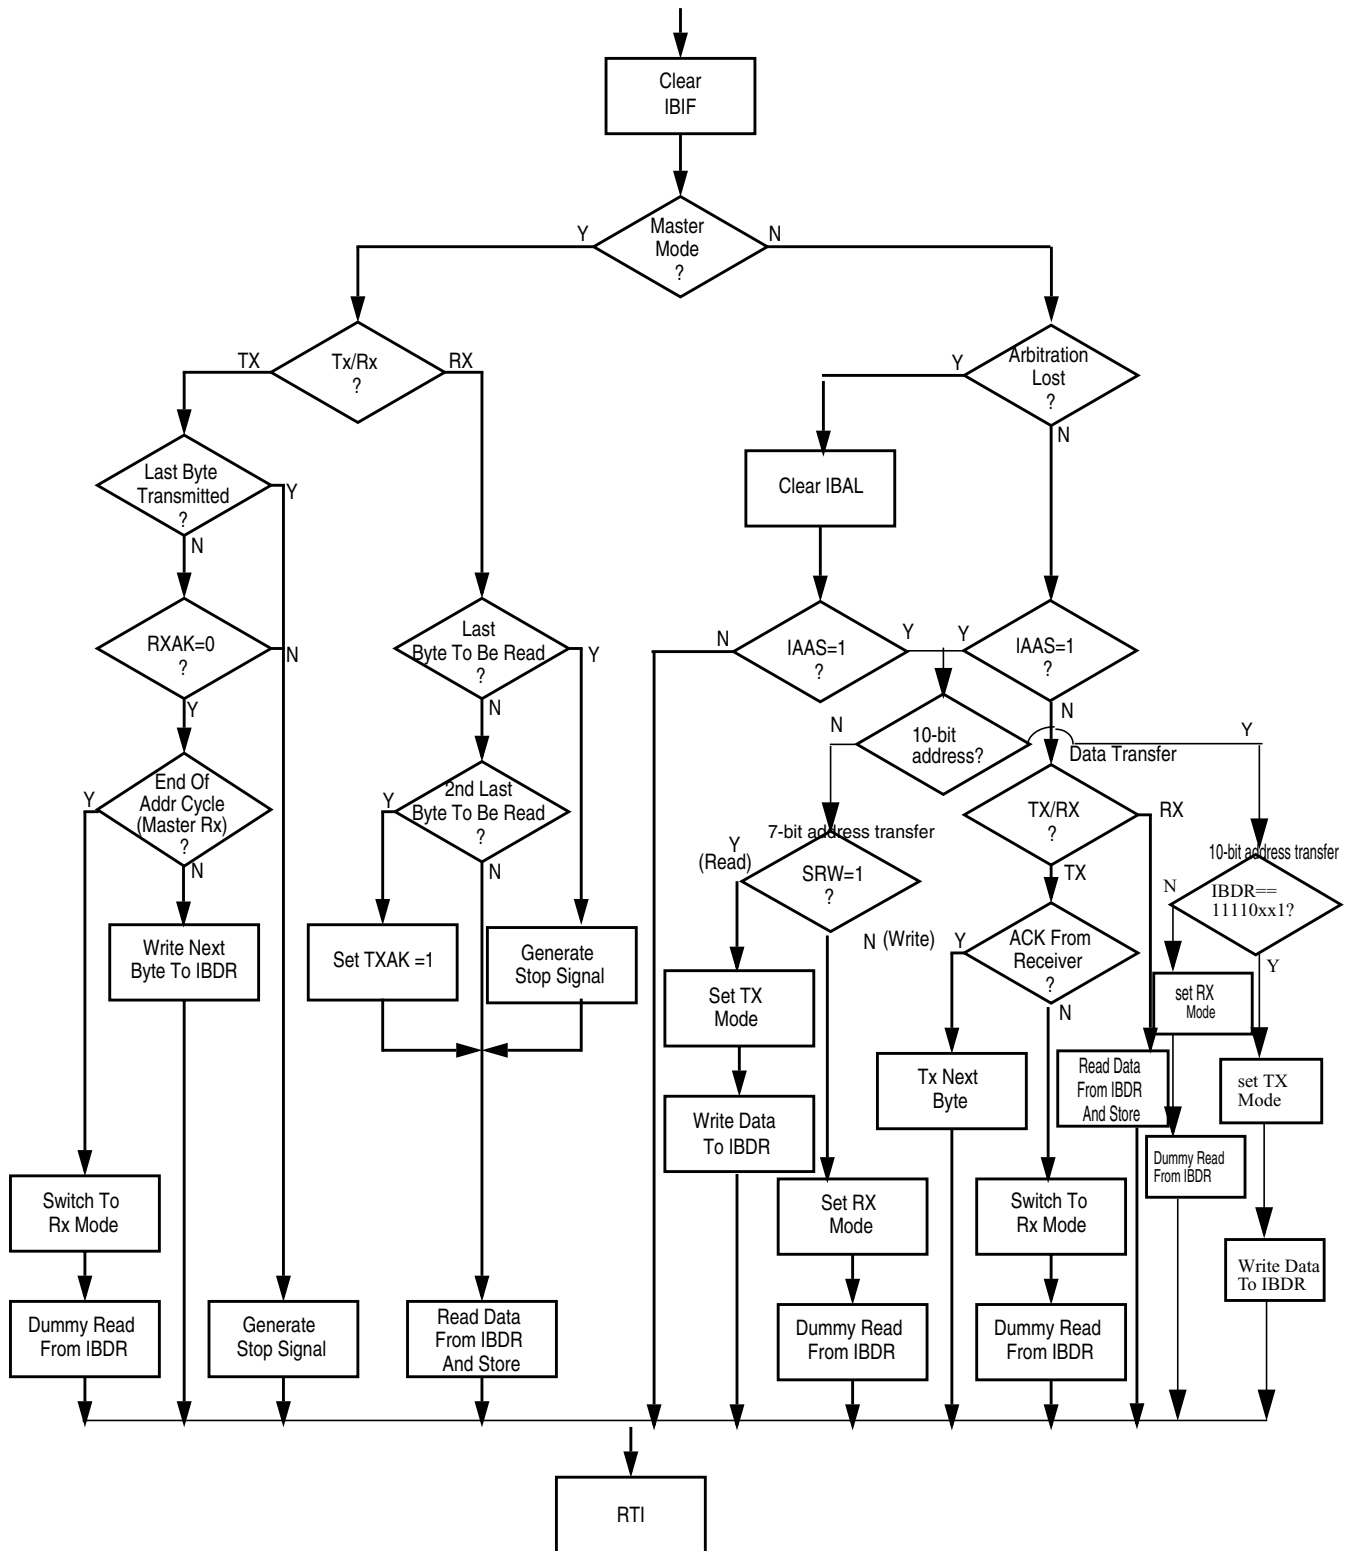 Clear
IBIF
Master
Mode
?
Y
N
Tx/Rx
?
TX
RX
Arbitration
Lost
?
Y
N
Last Byte
Transmitted
?
Y
N
Clear IBAL
RXAK=0
?
N
Y
Last
Byte To Be Read
?
Y
N
IAAS=1
?
N
Y
IAAS=1
?
Y
N
10-bit
address?
N
Y
Data Transfer
End Of
Addr Cycle
(Master Rx)
?
Y
N
2nd Last
Byte To Be Read
?
Y
N
7-bit address transfer
SRW=1
?
Y
(Read)
N (Write)
TX/RX
?
RX
TX
10-bit address transfer
IBDR==
11110xx1?
N
Y
Write Next
Byte To IBDR
Set TXAK =1
Generate
Stop Signal
ACK From
Receiver
?
Y
N
Set TX
Mode
set RX
Mode
Tx Next
Byte
Read Data
From IBDR
And Store
set TX
Mode
Write Data
To IBDR
Dummy Read
From IBDR
Switch To
Rx Mode
Set RX
Mode
Switch To
Rx Mode
Write Data
To IBDR
Dummy Read
From IBDR
Generate
Stop Signal
Read Data
From IBDR
And Store
Dummy Read
From IBDR
Dummy Read
From IBDR
RTI